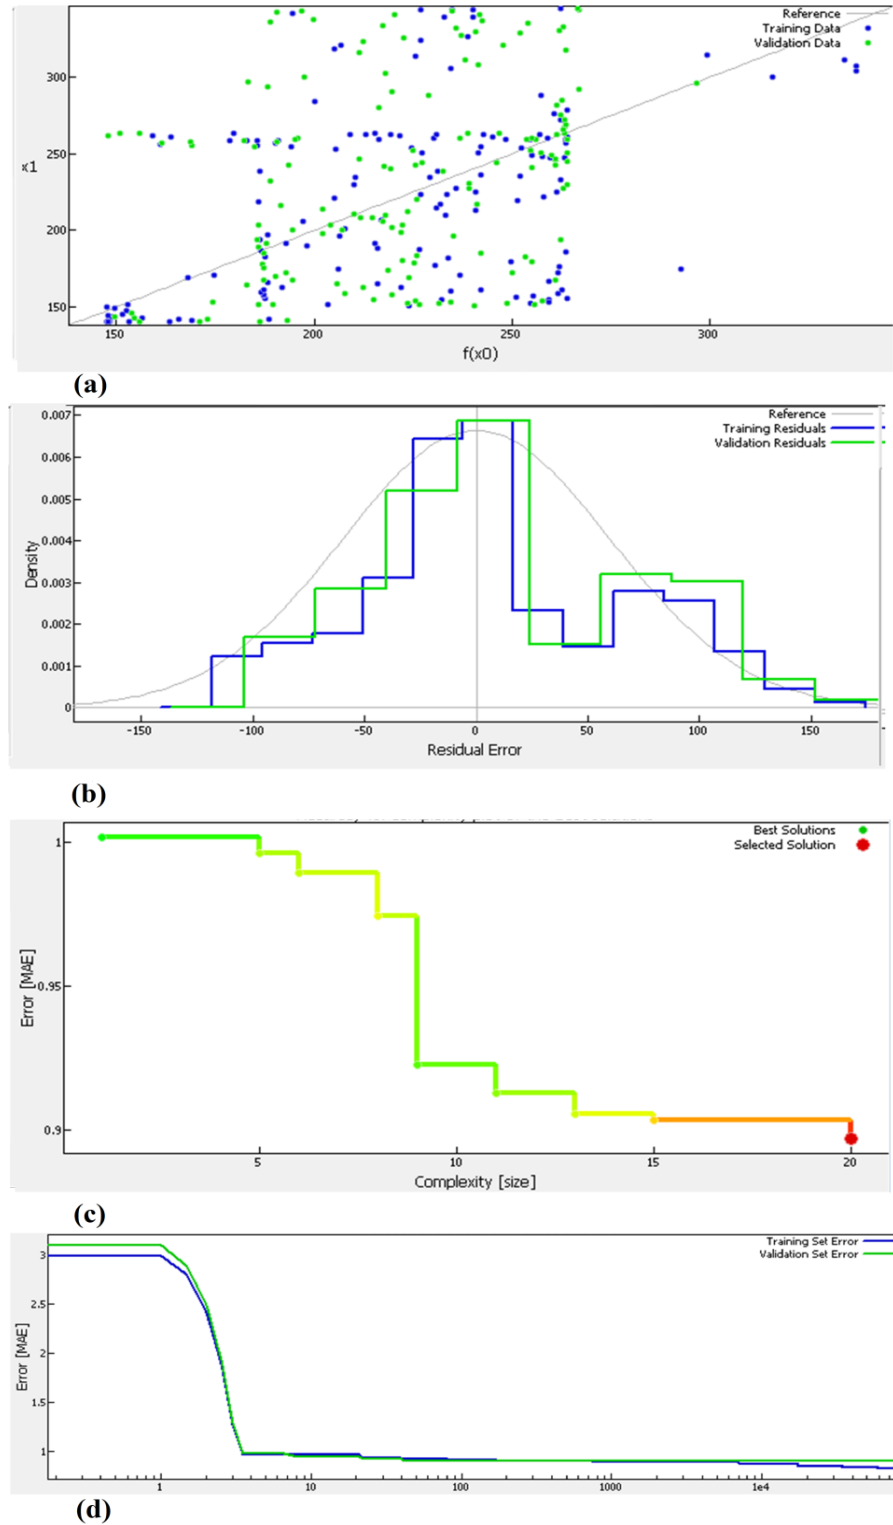 Reference
Training Data
Validation Data
300
250
x1
200
150
150
200
250
300
f(x0)
(a)
0.007
Reference
Training Residuals
Validation Residuals
0.006
0.005
0.004
Density
0.003
0.002
0.001
0
-150
-100
-50
0
50
100
150
Residual Error
(b)
Best Solutions
Selected Solution
1
Error [MAE]
0.95
0.9
5
10
15
20
Complexity [size]
(c)
Training Set Error
Validation Set Error
3
2.5
Error [MAE]
2
1.5
1
1
10
100
1000
1e4
(d)